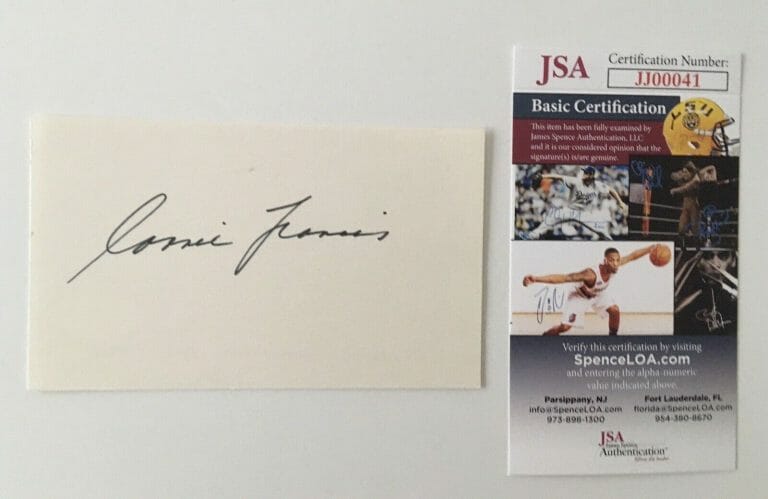 Connie Francis
JSA
Certification Number:
JJ00041
Basic Certification
This item has been fully examined by
James Spence Authentication, LLC
and it is our considered opinion that the
signature(s) is/are genuine.
Verify this certification by visiting
SpenceLOA.com
and entering the alpha-numeric
value indicated above.
Parsippany, NJ
info@SpenceLOA.com
973-898-1300
Fort Lauderdale, FL
florida@SpenceLOA.com
954-380-8670
JSA
James Spence
Authentication